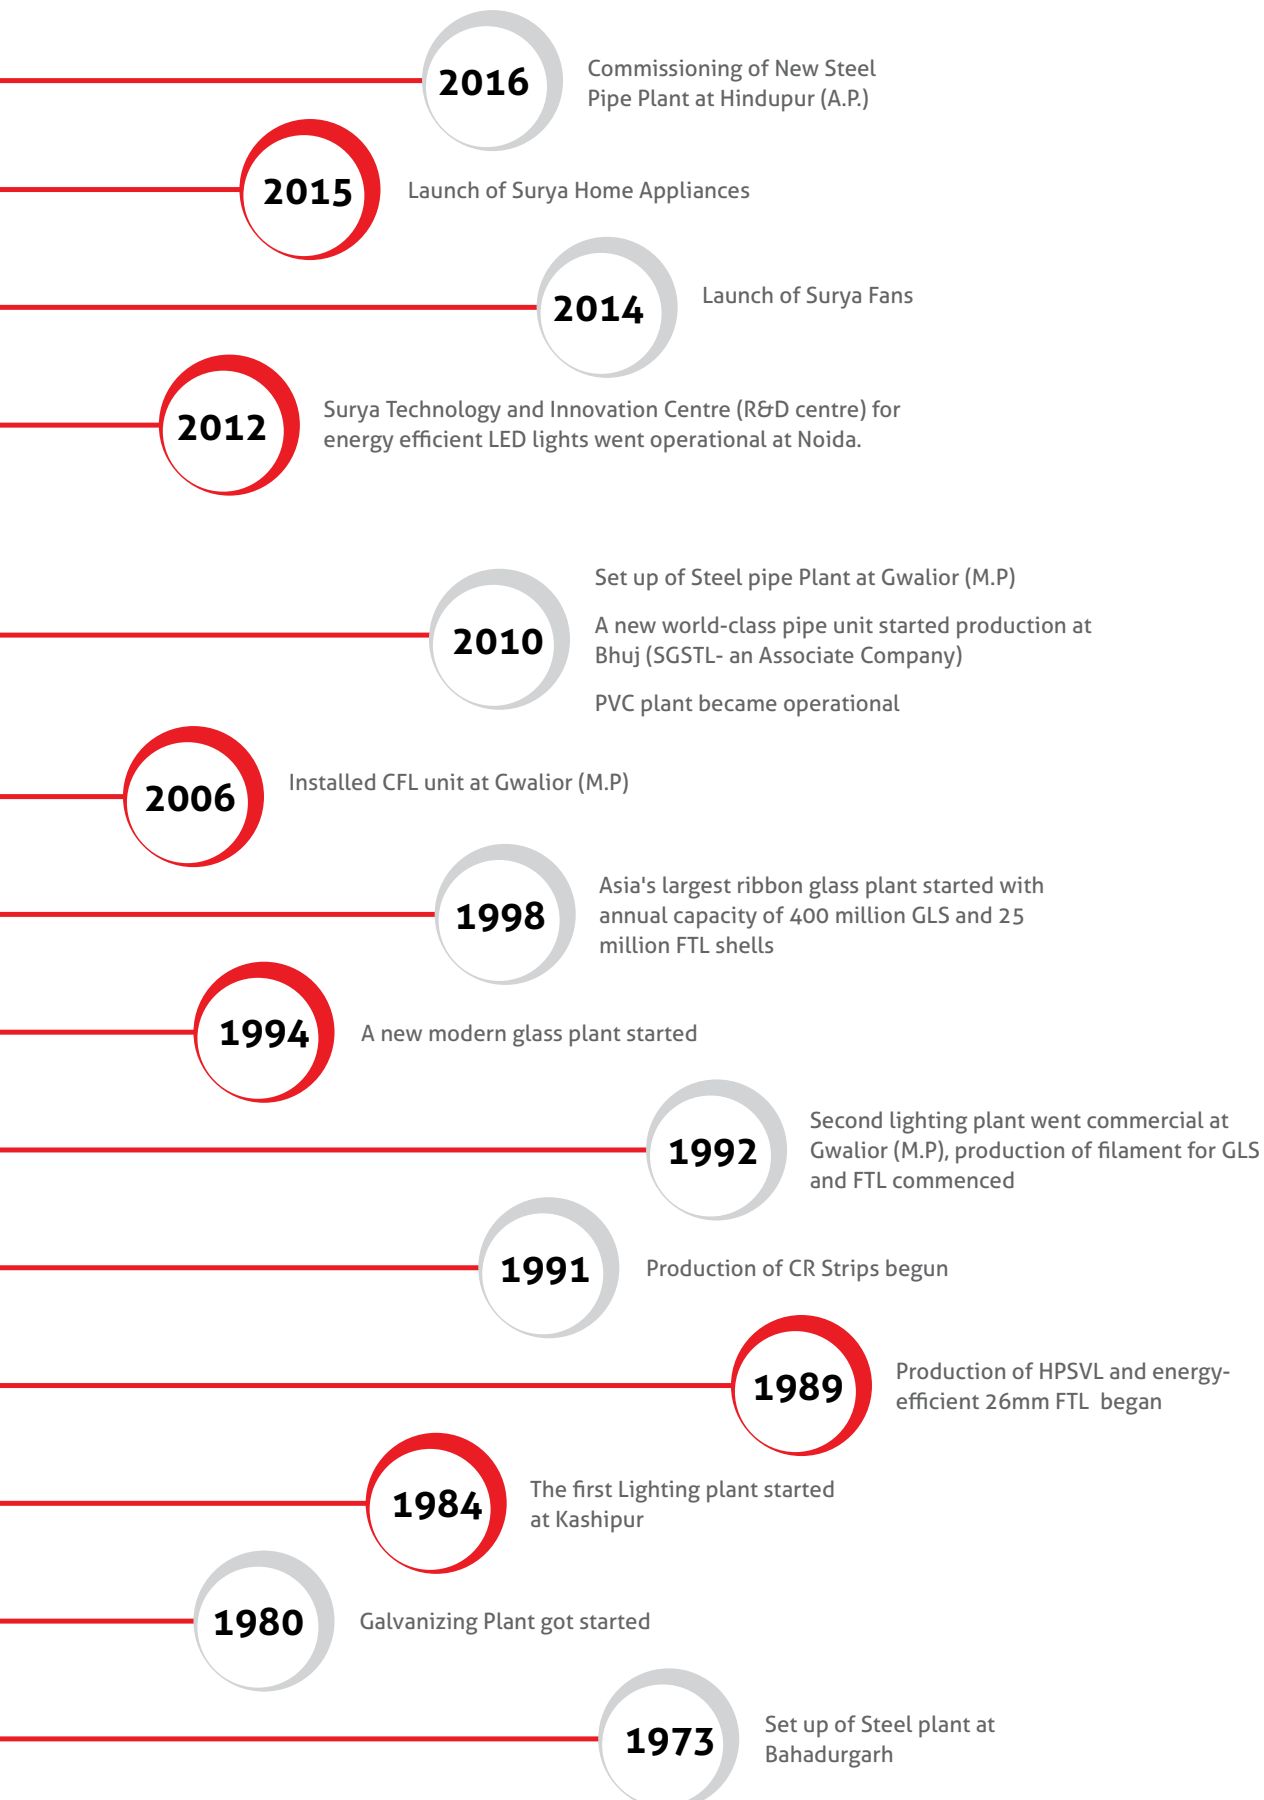 2016
Commissioning of New Steel
Pipe Plant at Hindupur (A.P.)
2015
Launch of Surya Home Appliances
2014
Launch of Surya Fans
2012
Surya Technology and Innovation Centre (R&D centre) for
energy efficient LED lights went operational at Noida.
2010
Set up of Steel pipe Plant at Gwalior (M.P)
A new world-class pipe unit started production at
Bhuj (SGSTL- an Associate Company)
PVC plant became operational
2006
Installed CFL unit at Gwalior (M.P)
1998
Asia's largest ribbon glass plant started with
annual capacity of 400 million GLS and 25
million FTL shells
1994
A new modern glass plant started
1992
Second lighting plant went commercial at
Gwalior (M.P), production of filament for GLS
and FTL commenced
1991
Production of CR Strips begun
1989
Production of HPSVL and energy-
efficient 26mm FTL  began
1984
The first Lighting plant started
at Kashipur
1980
Galvanizing Plant got started
1973
Set up of Steel plant at
Bahadurgarh